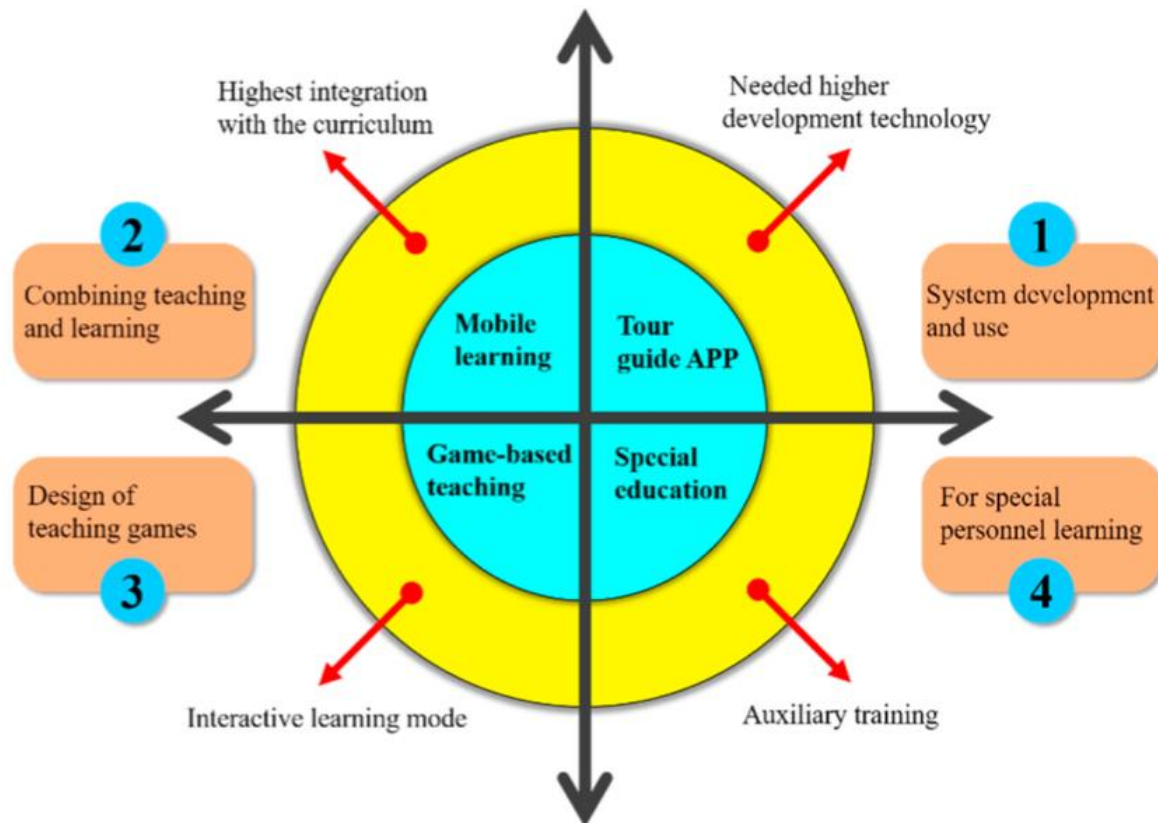 Highest integration
with the curriculum
Needed higher
development technology
2
Combining teaching
and learning
1
System development
and use
Mobile
learning
Tour
guide APP
Game-based
teaching
Special
education
Design of
teaching games
3
For special
personnel learning
4
Interactive learning mode
Auxiliary training